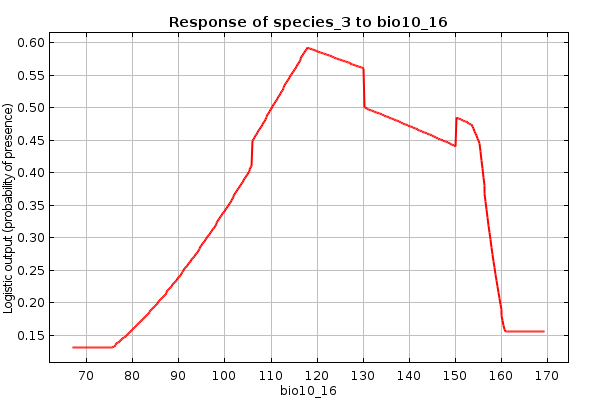 Response of species_3 to bio10_16
Logistic output (probability of presence)
0.60
0.55
0.50
0.45
0.40
0.35
0.30
0.25
0.20
0.15
70 80 90 100 110 120 130 140 150 160 170
bio10_16